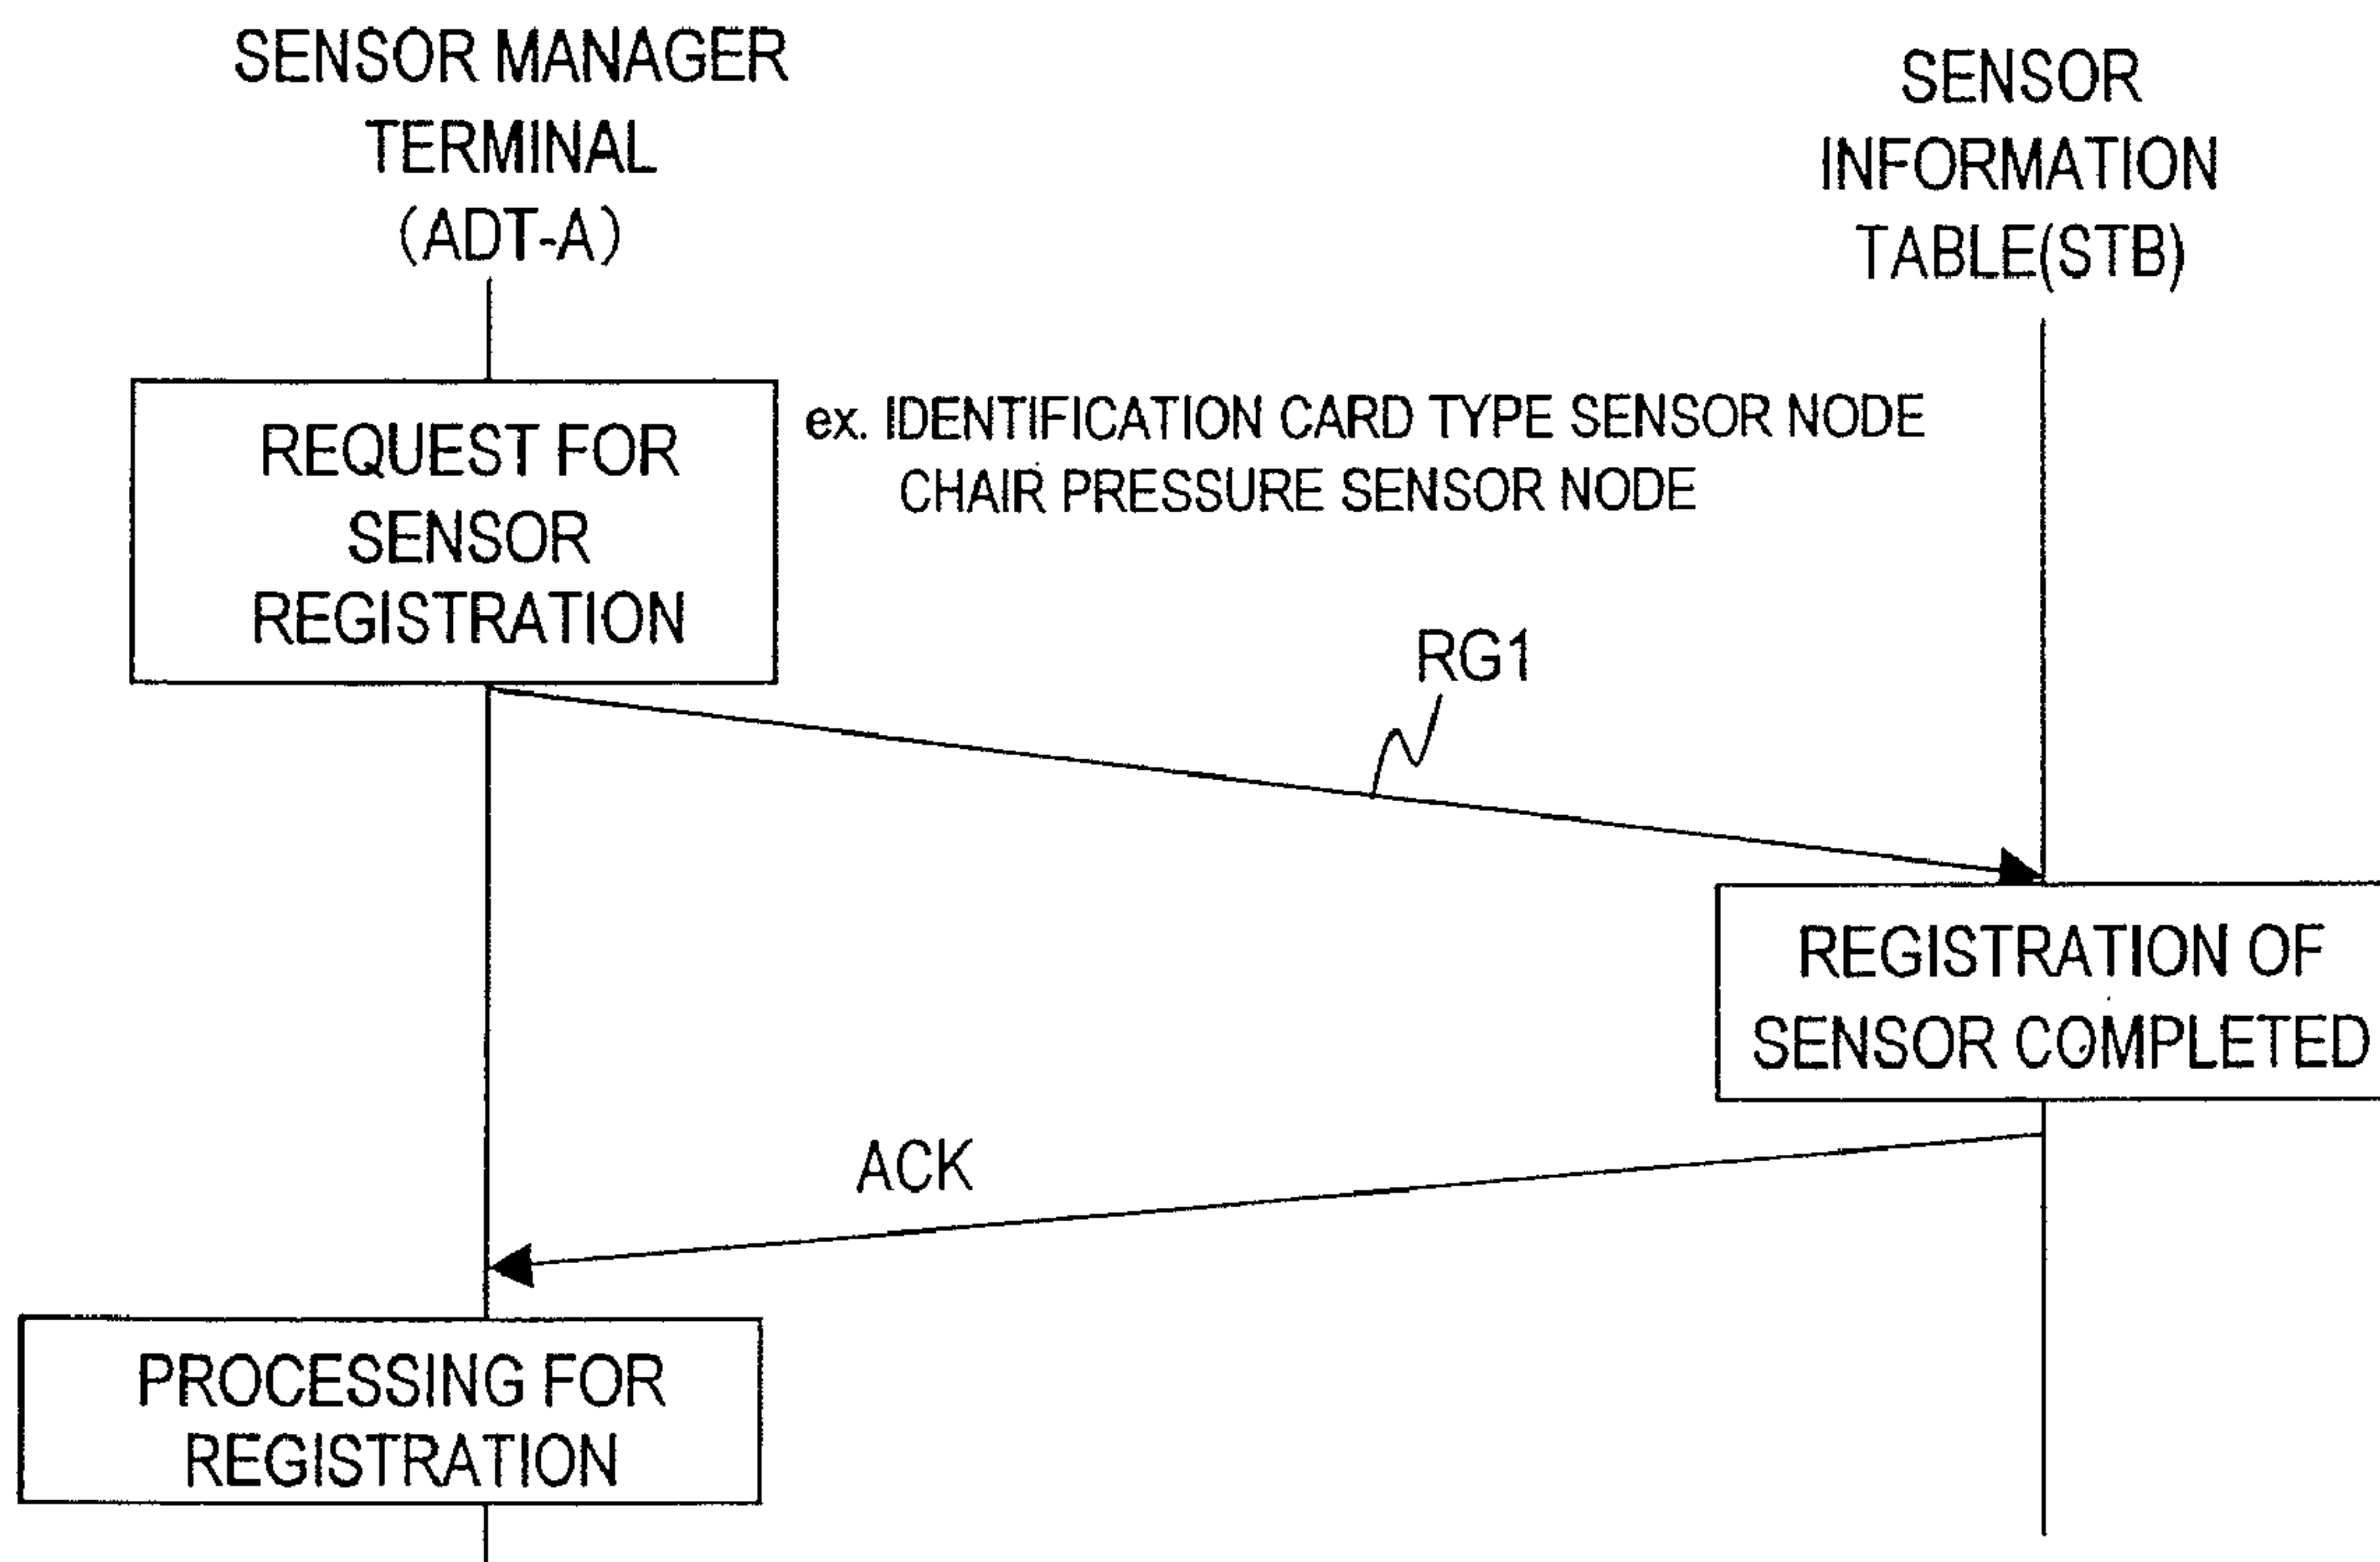 SENSOR MANAGER
TERMINAL
(ADT-A)
SENSOR
INFORMATION
TABLE(STB)
REQUEST FOR
SENSOR
REGISTRATION
ex. IDENTIFICATION CARD TYPE SENSOR NODE
CHAIR PRESSURE SENSOR NODE
RG1
REGISTRATION OF
SENSOR COMPLETED
ACK
PROCESSING FOR
REGISTRATION